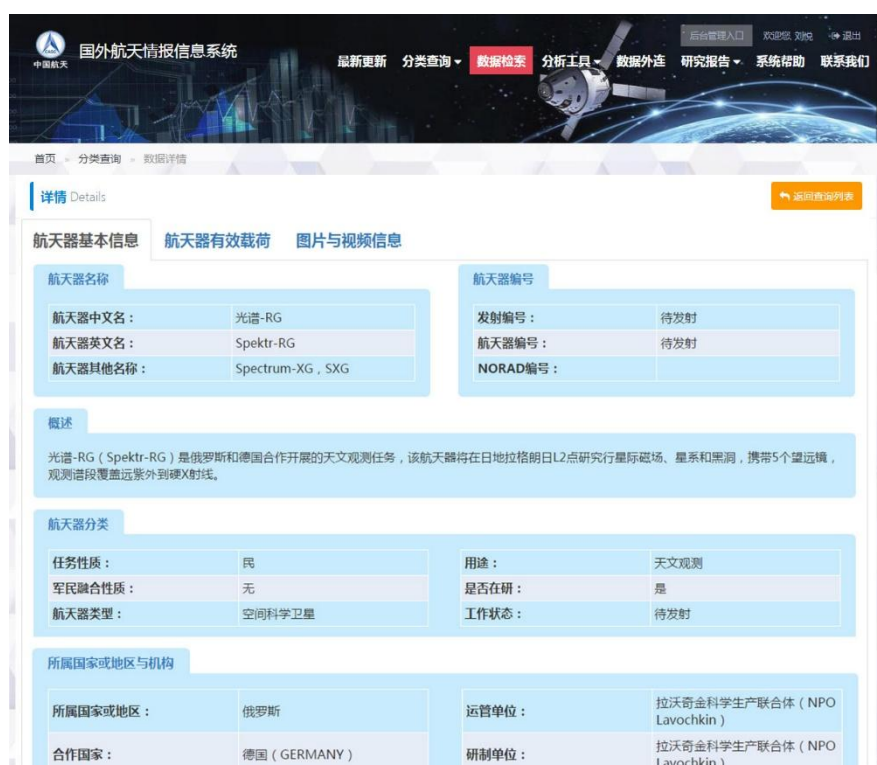 中国航天
国外航天情报信息系统
后台管理入口 欢迎您, 退出
最新更新 分类查询 数据检索 分析工具 数据外连 研究报告 系统帮助 联系我们
首页 » 分类查询 » 数据详情
详情 Details
返回查询列表
航天器基本信息 航天器有效载荷 图片与视频信息
航天器名称
航天器中文名： 光谱-RG
航天器英文名： Spektr-RG
航天器其他名称： Spectrum-XG , SXG
航天器编号
发射编号： 待发射
航天器编号： 待发射
NORAD编号：
概述
光谱-RG ( Spektr-RG ) 是俄罗斯和德国合作开展的天文观测任务，该航天器将在日地拉格朗日L2点研究行星际磁场、星系和黑洞，携带5个望远镜，
观测谱段覆盖远紫外到硬X射线。
航天器分类
任务性质： 民
军民融合性质： 无
航天器类型： 空间科学卫星
用途： 天文观测
是否在研： 是
工作状态： 待发射
所属国家或地区与机构
所属国家或地区： 俄罗斯
合作国家： 德国 ( GERMANY )
运管单位： 拉沃奇金科学生产联合体 ( NPO
Lavochkin )
研制单位： 拉沃奇金科学生产联合体 ( NPO
Lavochkin )